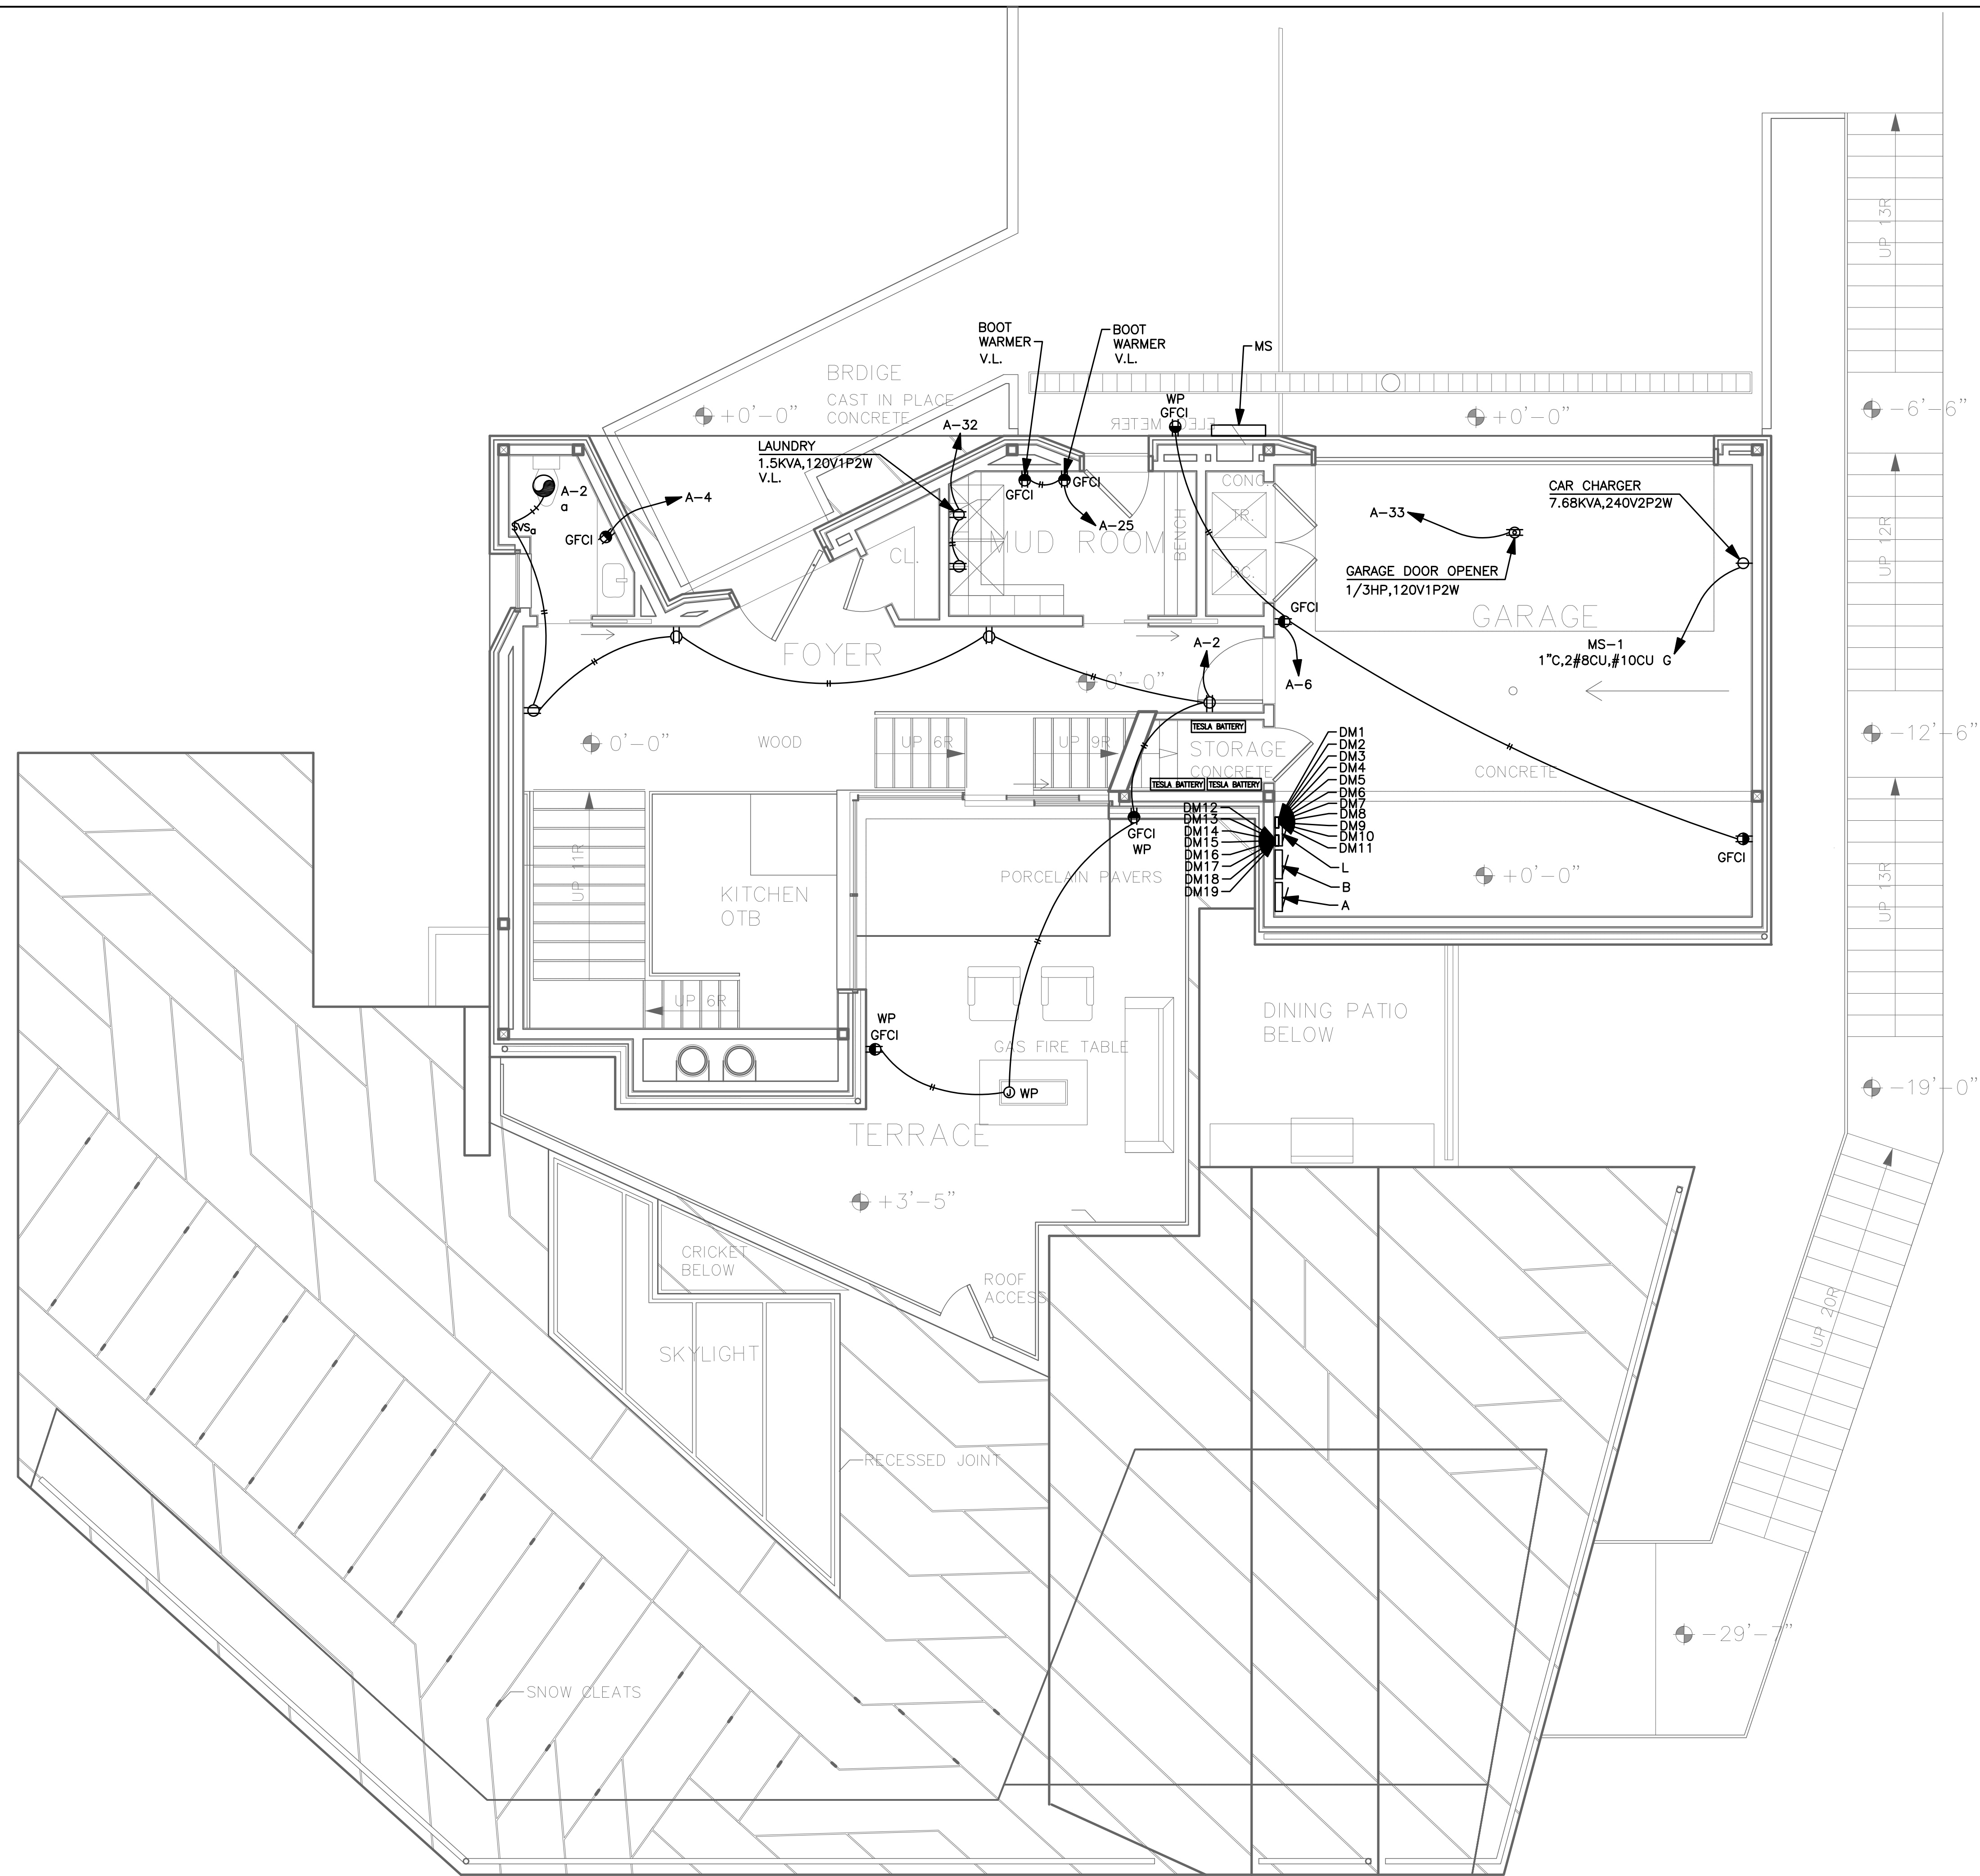 UP 13R
BOOT
WARMER
V.L.
BOOT
WARMER
V.L.
MS
BRDIGE
CAST IN PLACE
CONCRETE
+0'-0"
WP
GFCI
ELEC. METER
+0'-0"
-6'-6"
A-32
LAUNDRY
1.5KVA,120V1P2W
V.L.
A-2
a
SVSa
A-4
GFCI
GFCI
GFCI
A-25
MUD ROOM
BENCH
CL.
CONC.
TR.
RC.
CAR CHARGER
7.68KVA,240V2P2W
A-33
GARAGE DOOR OPENER
1/3HP,120V1P2W
UP 12R
GFCI
GARAGE
FOYER
A-2
MS-1
1"C,2#8CU,#10CU G
A-6
0'-0"
0'-0"
WOOD
UP 6R
UP 9R
TESLA BATTERY
STORAGE
CONCRETE
TESLA BATTERY
TESLA BATTERY
CONCRETE
-12'-6"
DM1
DM2
DM3
DM4
DM5
DM6
DM7
DM8
DM9
DM10
DM11
L
B
A
DM12
DM13
DM14
DM15
DM16
DM17
DM18
DM19
GFCI
WP
GFCI
UP 11R
KITCHEN
OTB
PORCELAIN PAVERS
+0'-0"
UP 13R
UP 6R
WP
GFCI
GAS FIRE TABLE
J
WP
DINING PATIO
BELOW
-19'-0"
TERRACE
+3'-5"
CRICKET
BELOW
ROOF
ACCESS
SKYLIGHT
UP 20R
RECESSED JOINT
-29'-7"
SNOW CLEATS